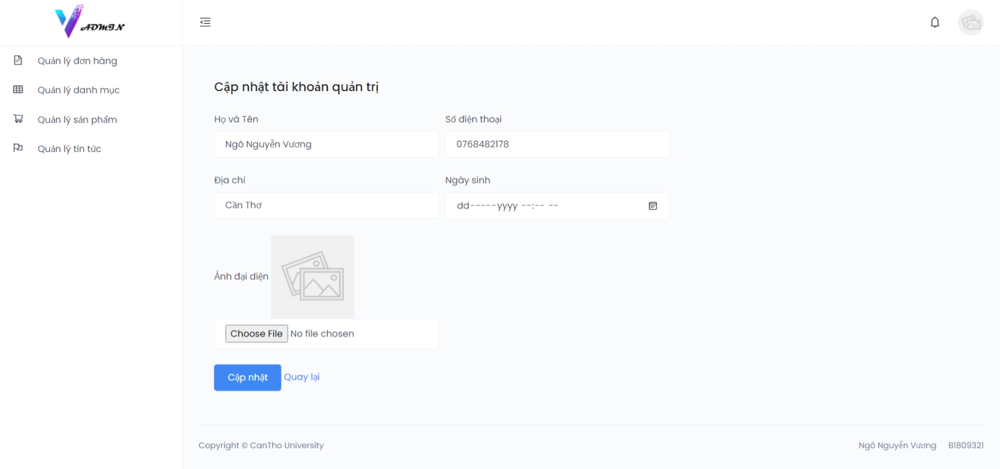 ADMIN
Quản lý đơn hàng
Quản lý danh mục
Quản lý sản phẩm
Quản lý tin tức
Cập nhật tài khoản quản trị
Họ và Tên
Số điện thoại
Ngô Nguyễn Vương
0768482178
Địa chỉ
Ngày sinh
Cần Thơ
dd-----yyyy --:-- --
Ảnh đại diện
Choose File No file chosen
Cập nhật Quay lại
Copyright © CanTho University
Ngô Nguyễn Vương B1809321